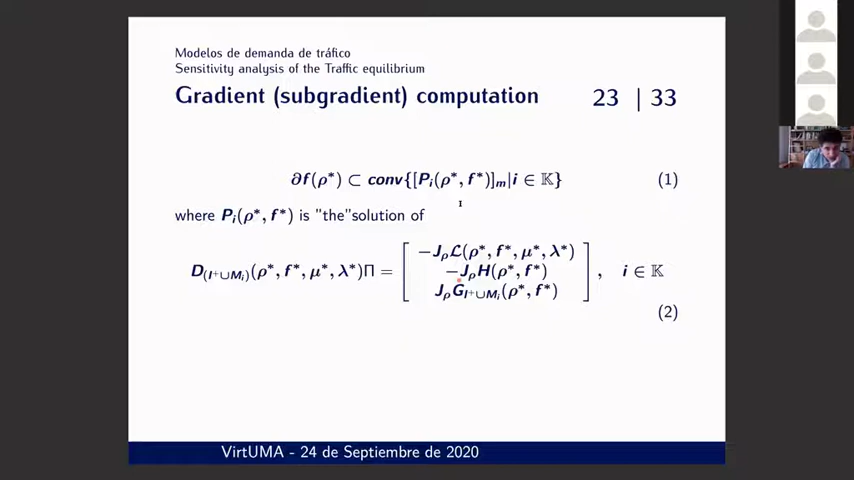 Modelos de demanda de tráfico
Sensitivity analysis of the Traffic equilibrium
Gradient (subgradient) computation 23 | 33
∂f(ρ*) ⊂ conv{[P_i(ρ*, f*)]_m | i ∈ 𝕂} (1)
where P_i(ρ*, f*) is "the"solution of
D_(I⁺∪M_i)(ρ*, f*, μ*, λ*)Π = [ −J_ρ𝓛(ρ*, f*, μ*, λ*)
−J_ρH(ρ*, f*)
J_ρG_I⁺∪M_i(ρ*, f*) ] , i ∈ 𝕂
(2)
VirtUMA - 24 de Septiembre de 2020